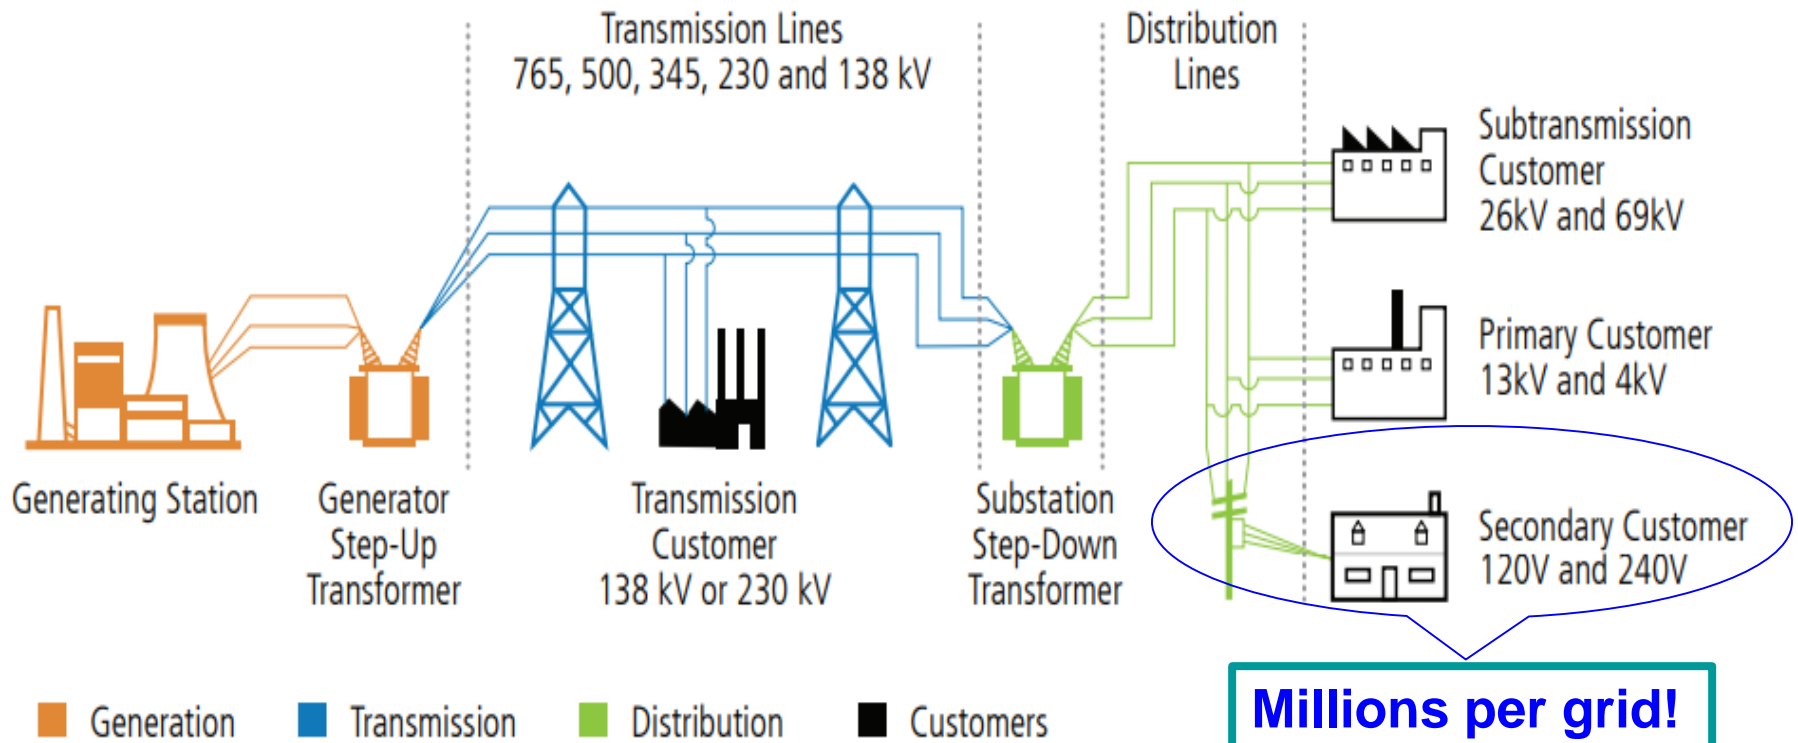 Transmission Lines
765, 500, 345, 230 and 138 kV
Distribution
Lines
Subtransmission
Customer
26kV and 69kV
Primary Customer
13kV and 4kV
Secondary Customer
120V and 240V
Generating Station
Generator
Step-Up
Transformer
Transmission
Customer
138 kV or 230 kV
Substation
Step-Down
Transformer
Millions per grid!
Generation
Transmission
Distribution
Customers